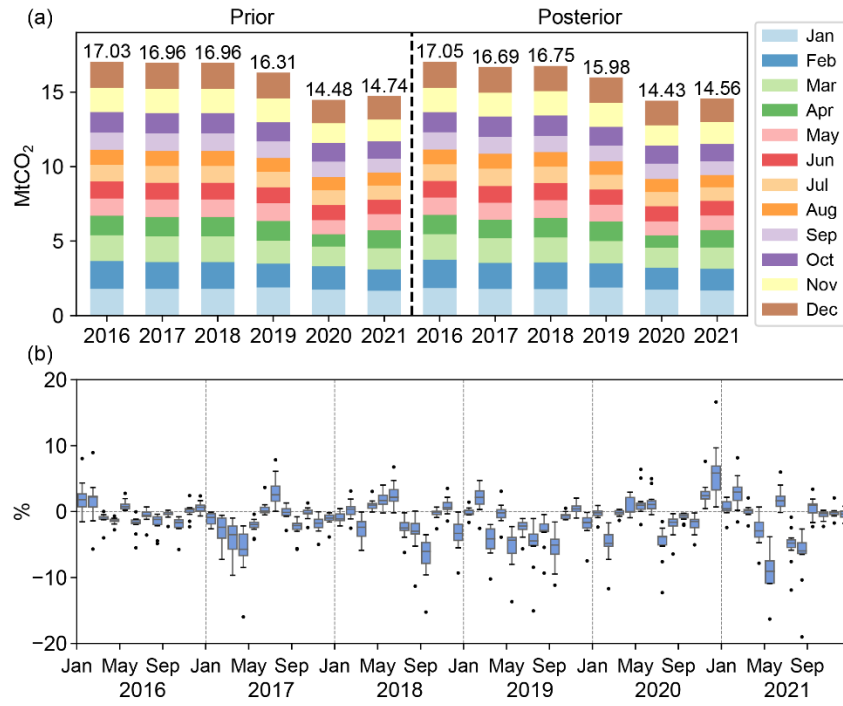 (a) Prior Posterior
17.03 16.96 16.96 16.31 14.48 14.74 17.05 16.69 16.75 15.98 14.43 14.56
MtCO₂
15
10
5
0
2016 2017 2018 2019 2020 2021 2016 2017 2018 2019 2020 2021
Jan
Feb
Mar
Apr
May
Jun
Jul
Aug
Sep
Oct
Nov
Dec
(b)
%
20
10
0
−10
−20
Jan May Sep Jan May Sep Jan May Sep Jan May Sep Jan May Sep Jan May Sep
2016 2017 2018 2019 2020 2021